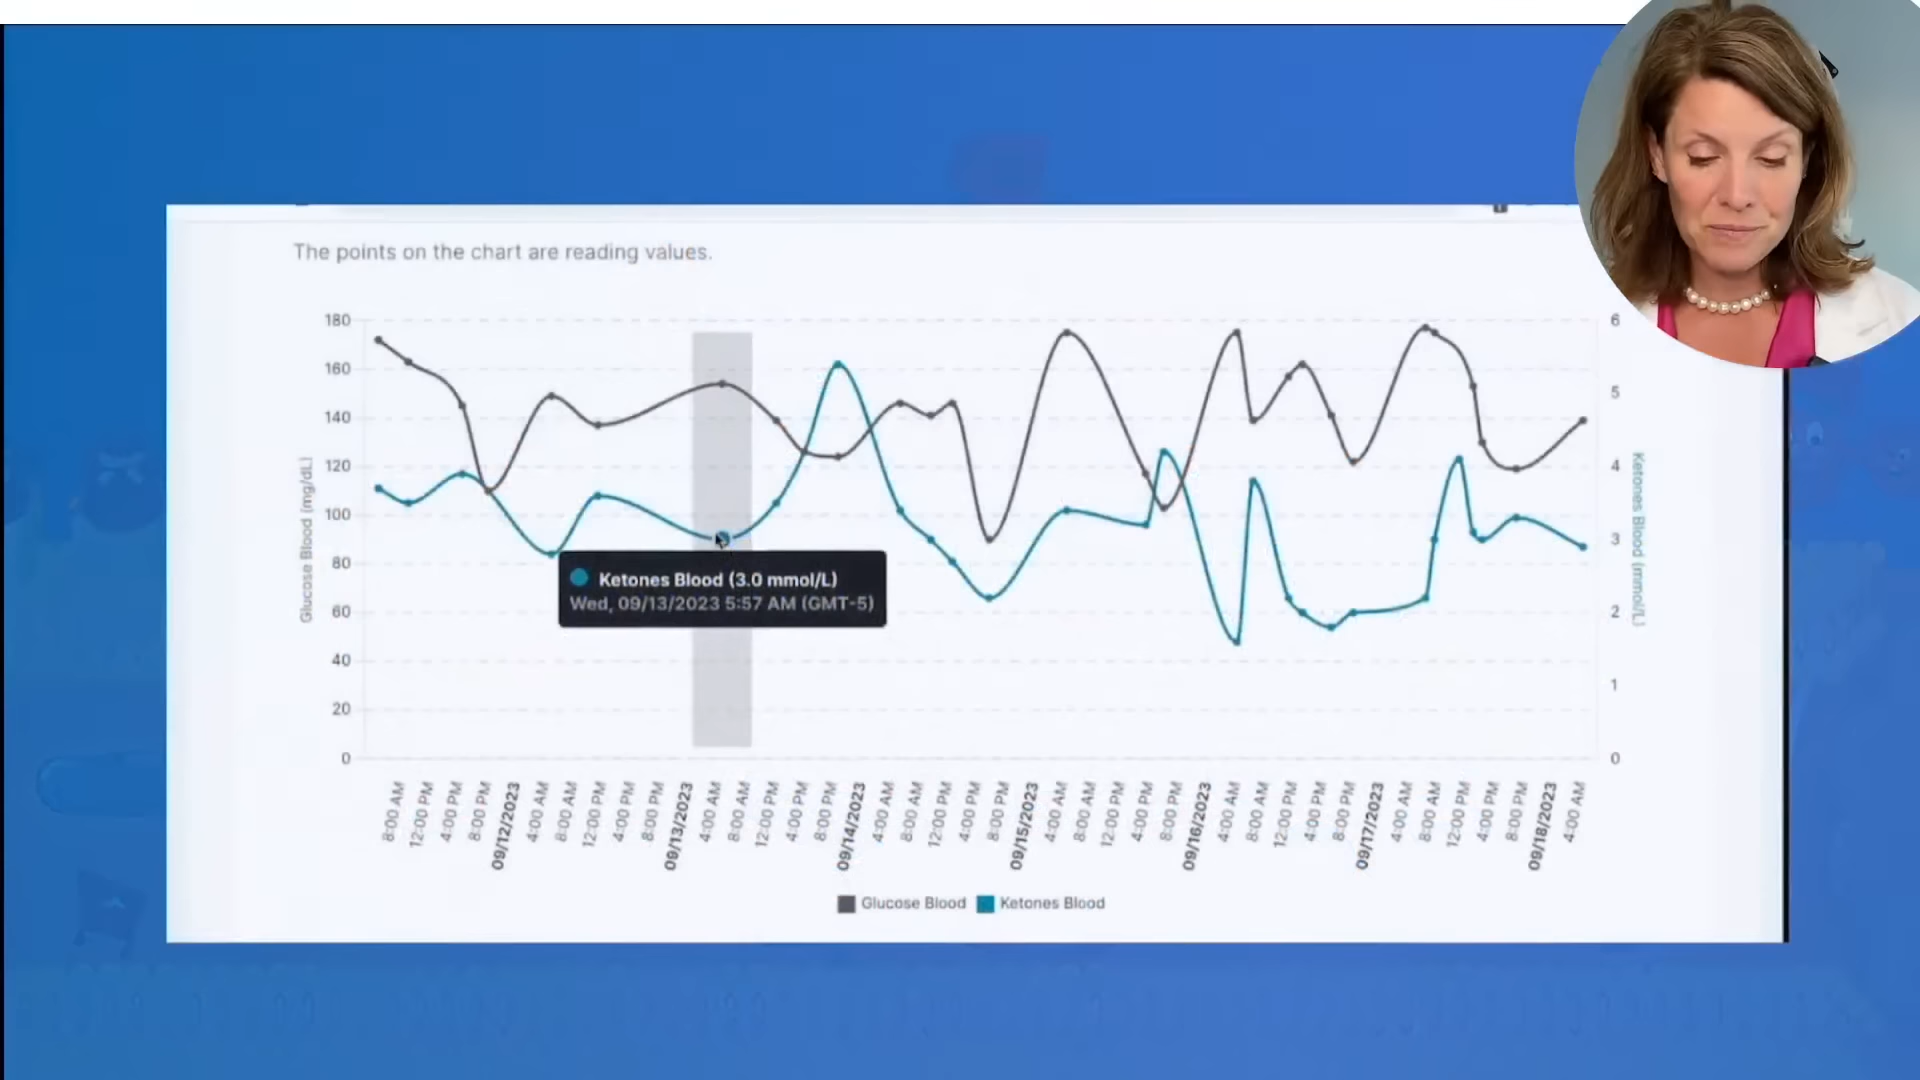 The points on the chart are reading values.
180
160
140
120
100
80
60
40
20
0
Glucose Blood (mg/dL)
6
5
4
3
2
1
0
Ketones Blood (mmol/L)
Ketones Blood (3.0 mmol/L)
Wed, 09/13/2023 5:57 AM (GMT-5)
8:00 AM
12:00 PM
4:00 PM
8:00 PM
09/12/2023
4:00 AM
8:00 AM
12:00 PM
4:00 PM
8:00 PM
09/13/2023
4:00 AM
8:00 AM
12:00 PM
4:00 PM
8:00 PM
09/14/2023
4:00 AM
8:00 AM
12:00 PM
4:00 PM
8:00 PM
09/15/2023
4:00 AM
8:00 AM
12:00 PM
4:00 PM
8:00 PM
09/16/2023
4:00 AM
8:00 AM
12:00 PM
4:00 PM
8:00 PM
09/17/2023
4:00 AM
8:00 AM
12:00 PM
4:00 PM
8:00 PM
09/18/2023
4:00 AM
Glucose Blood
Ketones Blood